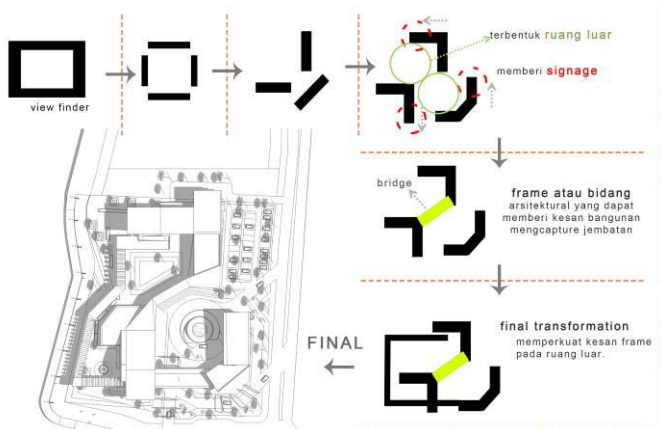 view finder
terbentuk ruang luar
memberi signage
bridge
frame atau bidang
arsitektural yang dapat
memberi kesan bangunan
mengcapture jembatan
final transformation
memperkuat kesan frame
pada ruang luar.
FINAL